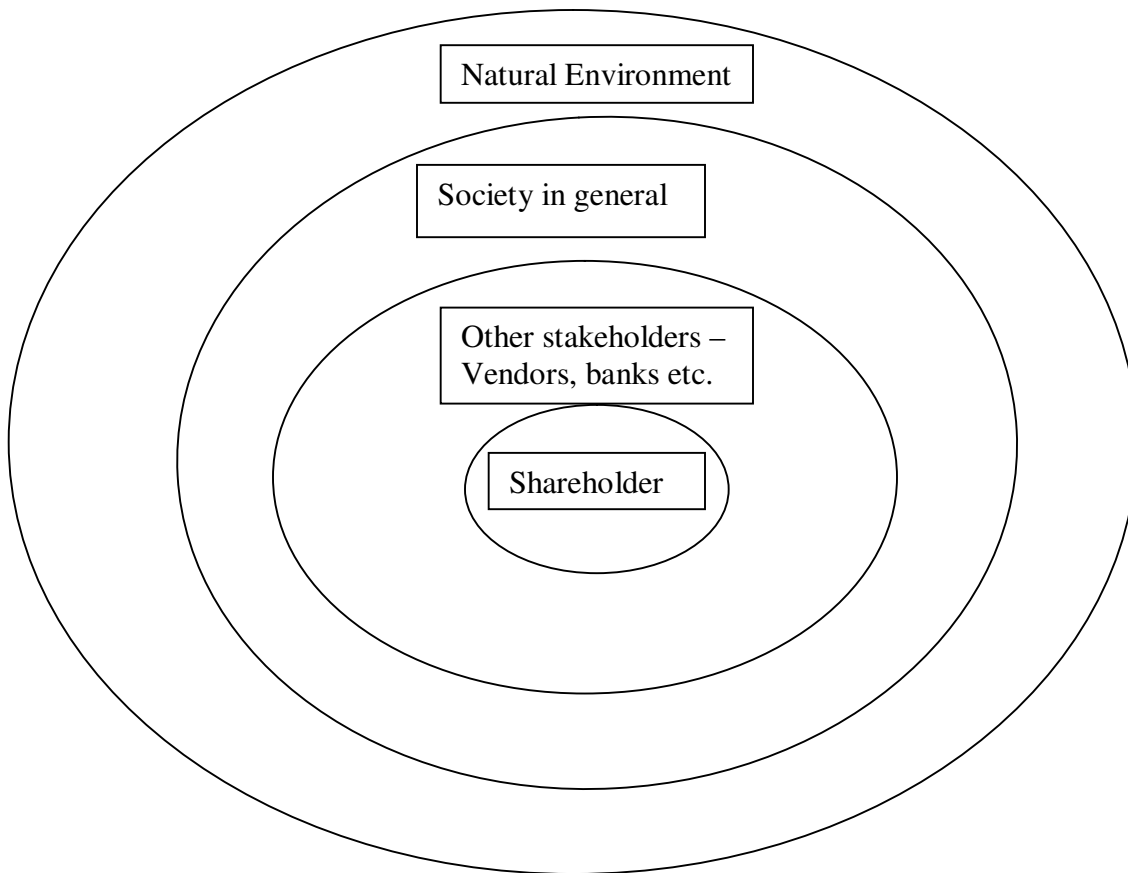 Natural Environment
Society in general
Other stakeholders –
Vendors, banks etc.
Shareholder